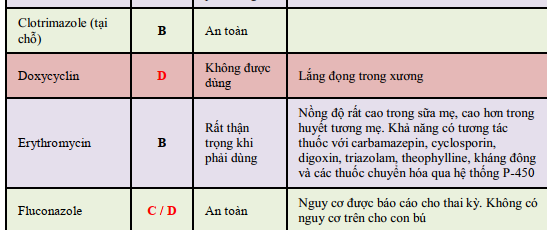 Clotrimazole (tại
chỗ)
B
An toàn
Doxycyclin
D
Không được
dùng
Lắng đọng trong xương
Erythromycin
B
Rất thận
trọng khi
phải dùng
Nồng độ rất cao trong sữa mẹ, cao hơn trong
huyết tương mẹ. Khả năng có tương tác
thuốc với carbamazepin, cyclosporin,
digoxin, triazolam, theophylline, kháng đông
và các thuốc chuyển hóa qua hệ thống P-450
Fluconazole
C / D
An toàn
Nguy cơ được báo cáo cho thai kỳ. Không có
nguy cơ trên cho con bú